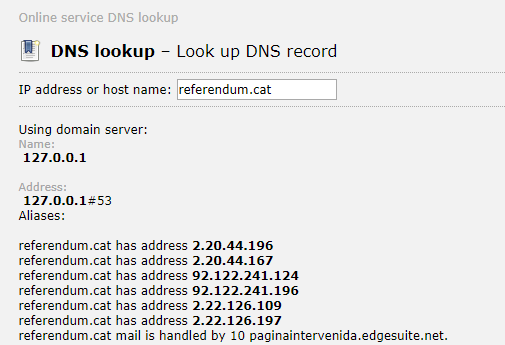 Online service DNS lookup
DNS lookup – Look up DNS record
IP address or host name: referendum.cat
Using domain server:
Name:
127.0.0.1
Address:
127.0.0.1#53
Aliases:
referendum.cat has address 2.20.44.196
referendum.cat has address 2.20.44.167
referendum.cat has address 92.122.241.124
referendum.cat has address 92.122.241.196
referendum.cat has address 2.22.126.109
referendum.cat has address 2.22.126.197
referendum.cat mail is handled by 10 paginaintervenida.edgesuite.net.